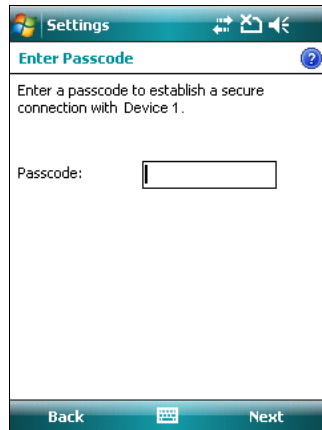 Settings
Enter Passcode
?
Enter a passcode to establish a secure
connection with Device 1.
Passcode:
Back Next